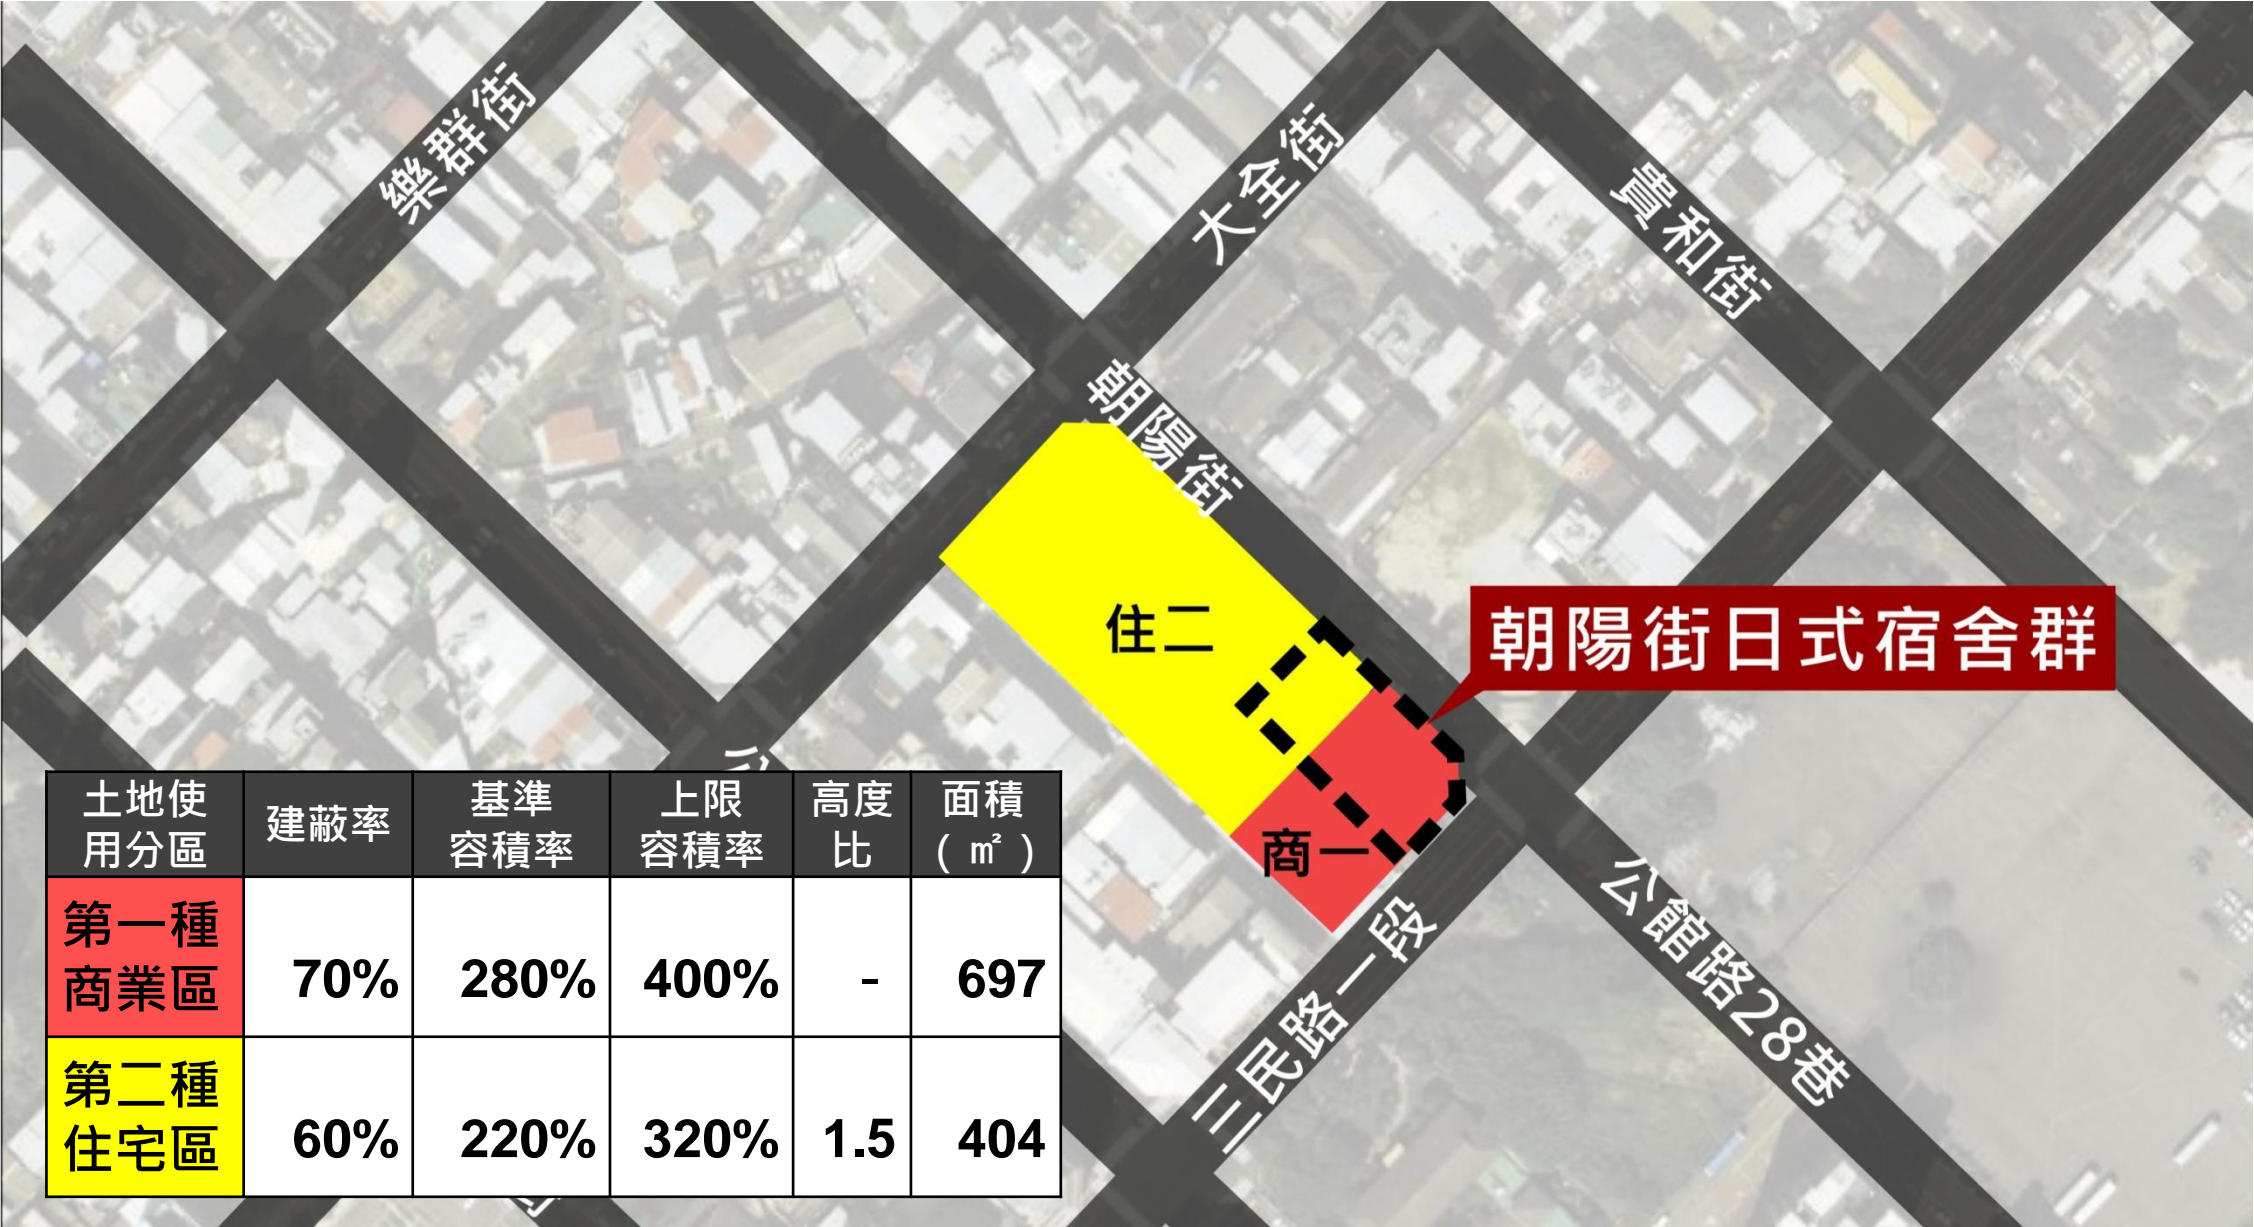 樂群街
大全街
貴和街
朝陽街
住二
朝陽街日式宿舍群
商一
公館路28巷
三民路一段
土地使用分區 建蔽率 基準容積率 上限容積率 高度比 面積(㎡)
第一種商業區 70% 280% 400% - 697
第二種住宅區 60% 220% 320% 1.5 404